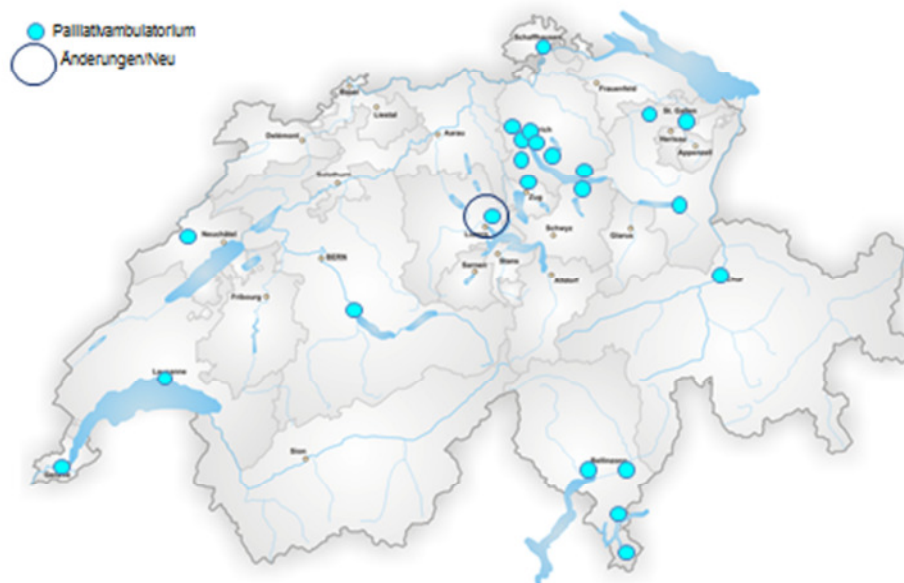 Palliativambulatorium
Änderungen/Neu
Schaffhausen
Basel
Liestal
Frauenfeld
Delémont
Aarau
St. Gallen
Herisau
Appenzell
Solothurn
Zug
Luzern
Schwyz
Glarus
Neuchâtel
BERN
Sarnen
Stans
Altdorf
Fribourg
Lausanne
Sion
Bellinzona